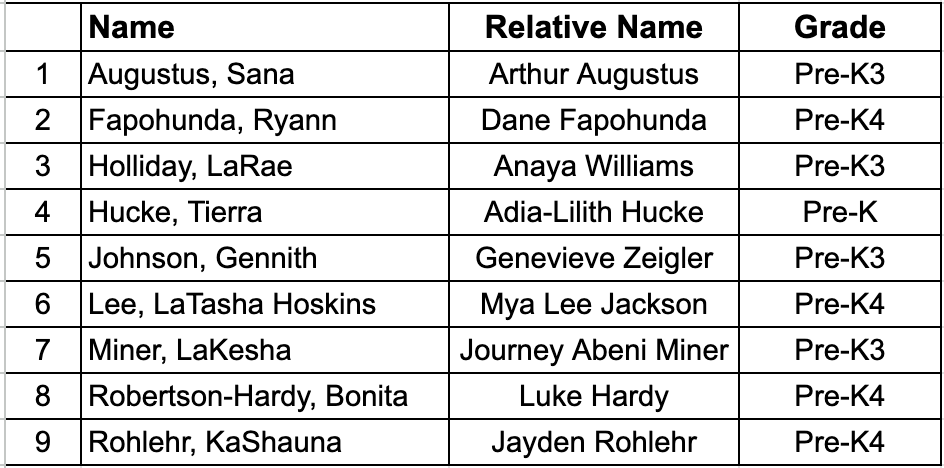 Name Relative Name Grade
1 Augustus, Sana Arthur Augustus Pre-K3
2 Fapohunda, Ryann Dane Fapohunda Pre-K4
3 Holliday, LaRae Anaya Williams Pre-K3
4 Hucke, Tierra Adia-Lilith Hucke Pre-K
5 Johnson, Gennith Genevieve Zeigler Pre-K3
6 Lee, LaTasha Hoskins Mya Lee Jackson Pre-K4
7 Miner, LaKesha Journey Abeni Miner Pre-K3
8 Robertson-Hardy, Bonita Luke Hardy Pre-K4
9 Rohlehr, KaShauna Jayden Rohlehr Pre-K4